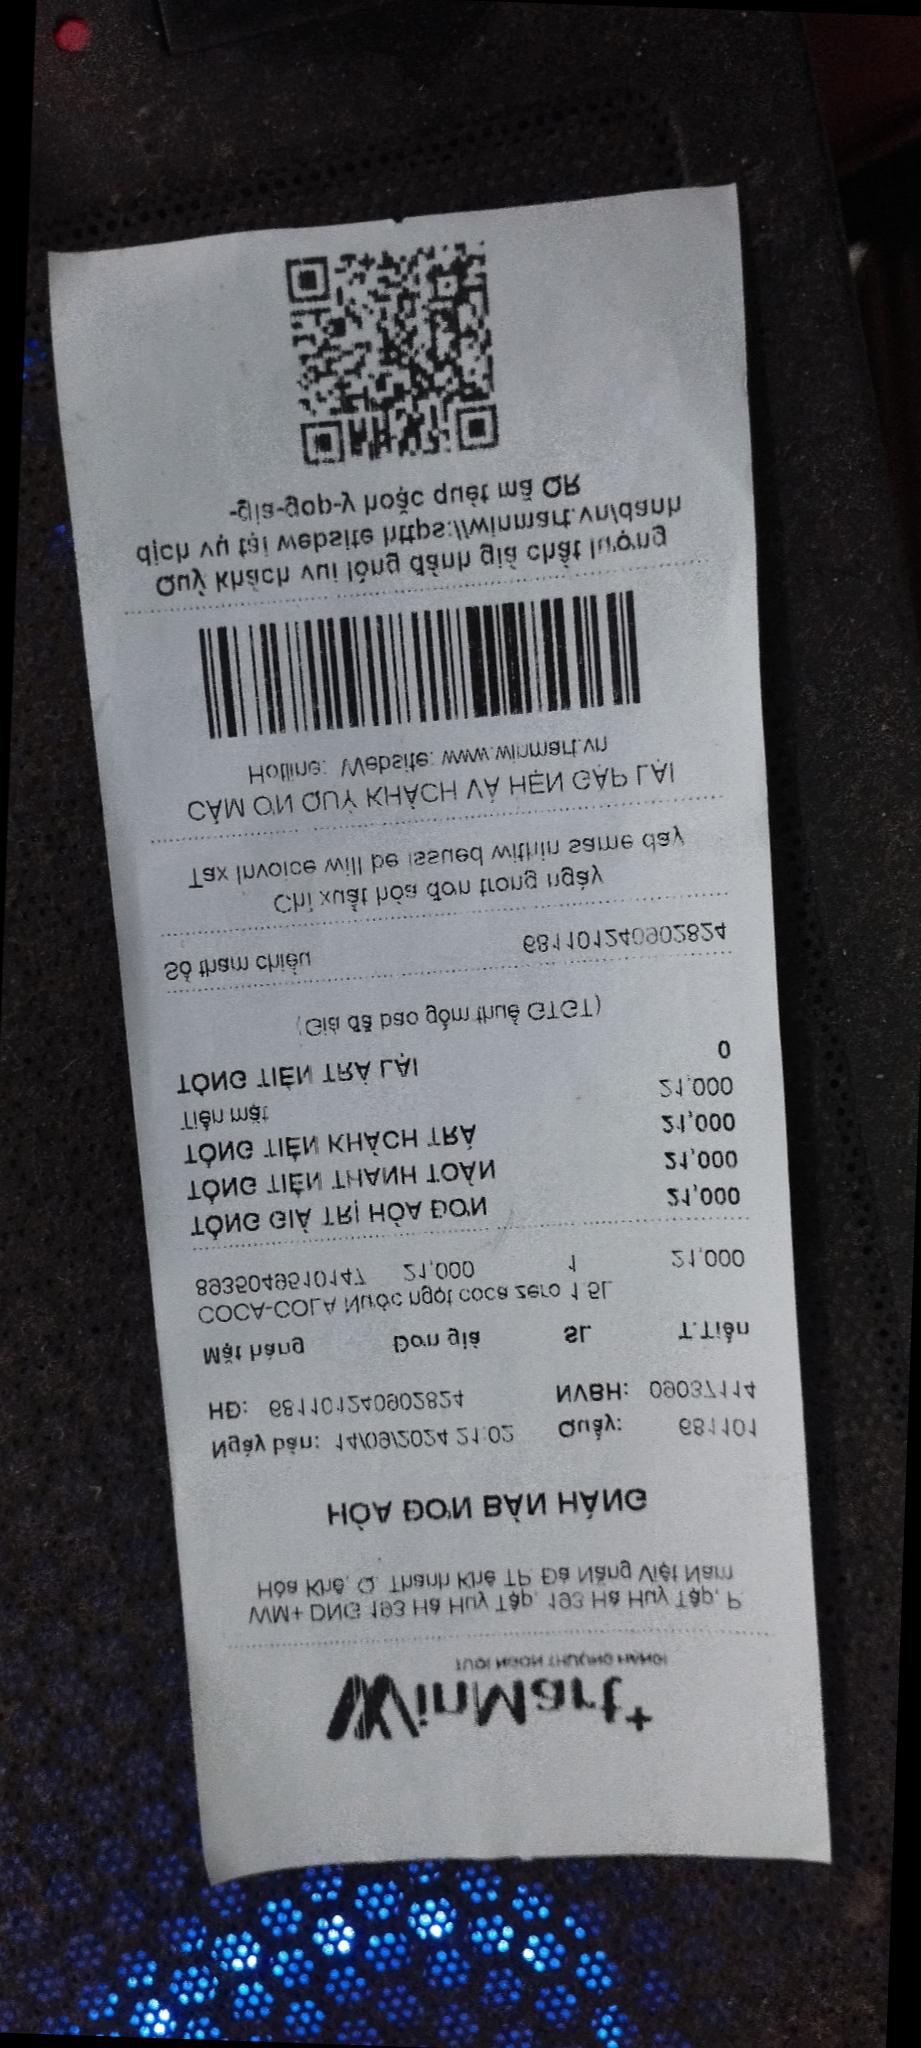 WinMart+
TƯƠI NGON THƯỢNG HẠNG!
WM+ DNG 193 Hà Huy Tập, 193 Hà Huy Tập, P.
Hòa Khê, Q. Thanh Khê TP. Đà Nẵng Việt Nam
HÓA ĐƠN BÁN HÀNG
Ngày bán: 14/09/2024 21:02 Quầy: 681101
HĐ: 681101240902824 NVBH: 09037114
Mặt hàng Đơn giá SL T.Tiền
COCA-COLA Nước ngọt coca zero 1.5L
8935049510147 21,000 1 21,000
TỔNG GIÁ TRỊ HÓA ĐƠN 21,000
TỔNG TIỀN THANH TOÁN 21,000
TỔNG TIỀN KHÁCH TRẢ 21,000
Tiền mặt 21,000
TỔNG TIỀN TRẢ LẠI 0
(Giá đã bao gồm thuế GTGT)
Số tham chiếu 681101240902824
Chỉ xuất hóa đơn trong ngày
Tax Invoice will be issued within same day
CẢM ƠN QUÝ KHÁCH VÀ HẸN GẶP LẠI
Hotline: Website: www.winmart.vn
Quý khách vui lòng đánh giá chất lượng
dịch vụ tại website https://winmart.vn/danh
-gia-gop-y hoặc quét mã QR